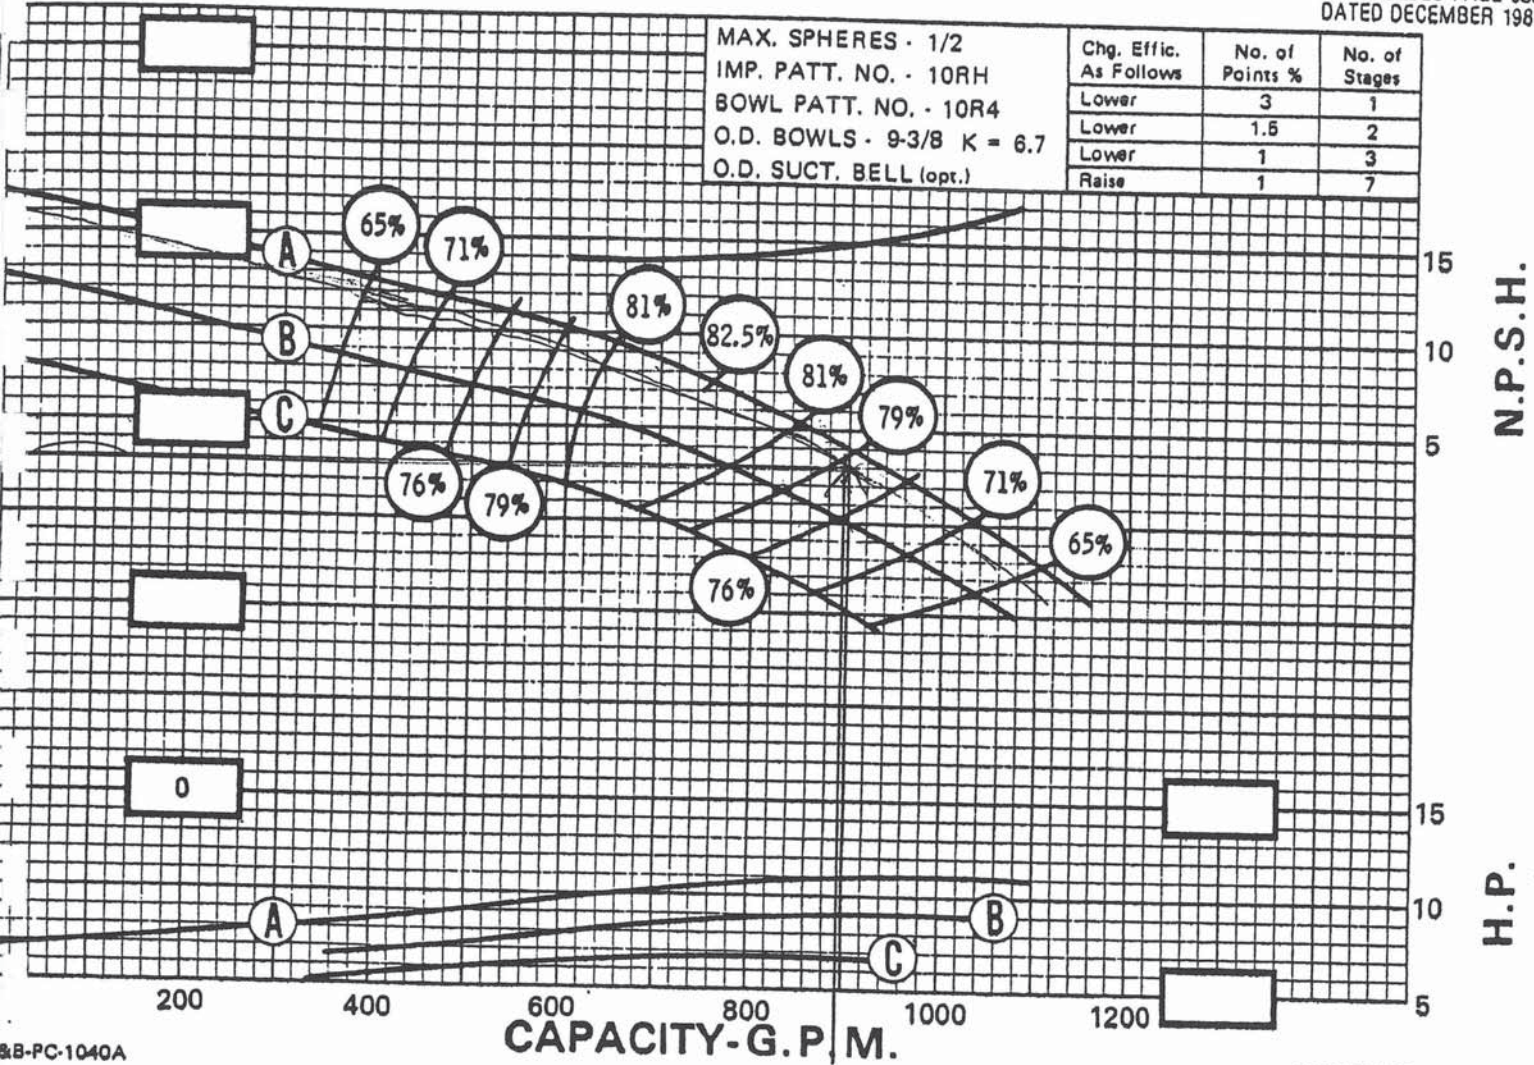 DATED DECEMBER 198
MAX. SPHERES - 1/2
IMP. PATT. NO. - 10RH
BOWL PATT. NO. - 10R4
O.D. BOWLS - 9-3/8 K = 6.7
O.D. SUCT. BELL (opt.)
Chg. Effic. As Follows No. of Points % No. of Stages
Lower 3 1
Lower 1.5 2
Lower 1 3
Raise 1 7
65%
71%
A
81%
82.5%
B
81%
79%
C
76%
79%
71%
65%
76%
15
10
5
N.P.S.H.
0
15
10
5
H.P.
A
B
C
200 400 600 800 1000 1200
CAPACITY-G.P.M.
&B-PC-1040A